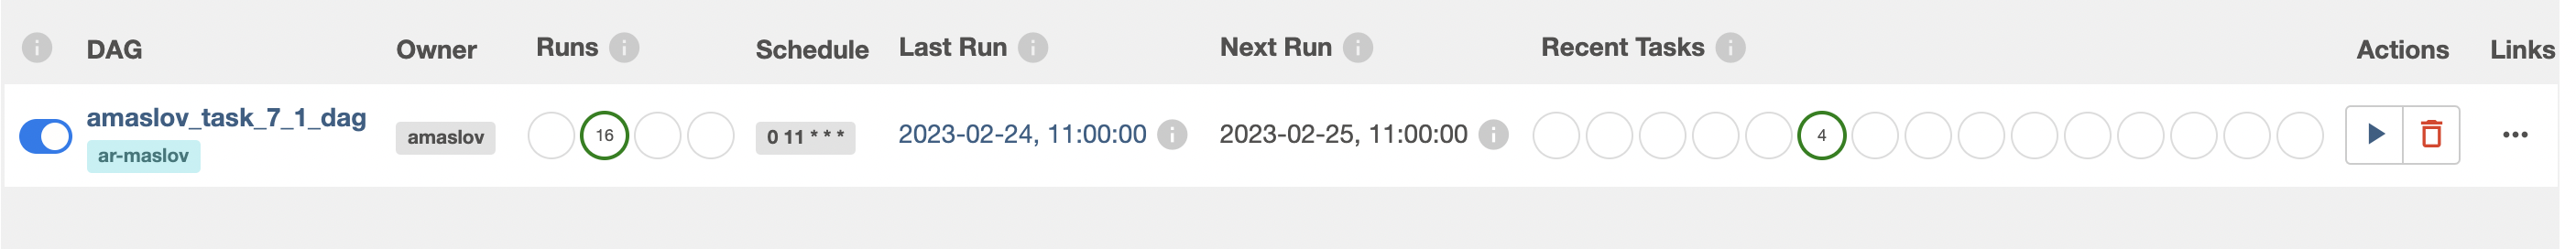 DAG Owner Runs Schedule Last Run Next Run Recent Tasks Actions Links
amaslov_task_7_1_dag amaslov 16 0 11 * * * 2023-02-24, 11:00:00 2023-02-25, 11:00:00 4
ar-maslov